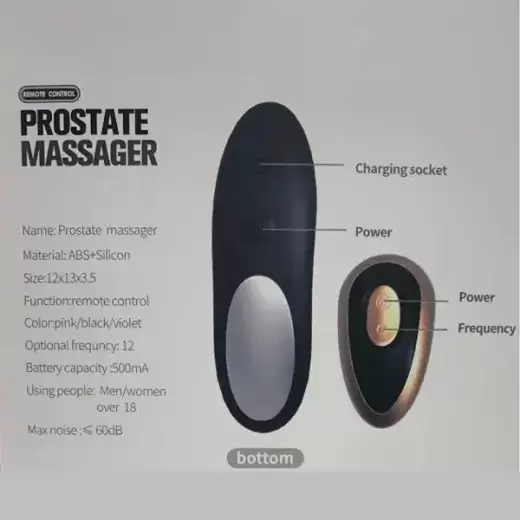 REMOTE CONTROL
PROSTATE
MASSAGER
Charging socket
Power
Name: Prostate massager
Material: ABS+Silicon
Size:12x13x3.5
Function:remote control
Color:pink/black/violet
Optional frequncy: 12
Battery capacity :500mA
Using people: Men/women
over 18
Max noise :≤ 60dB
Power
Frequency
bottom